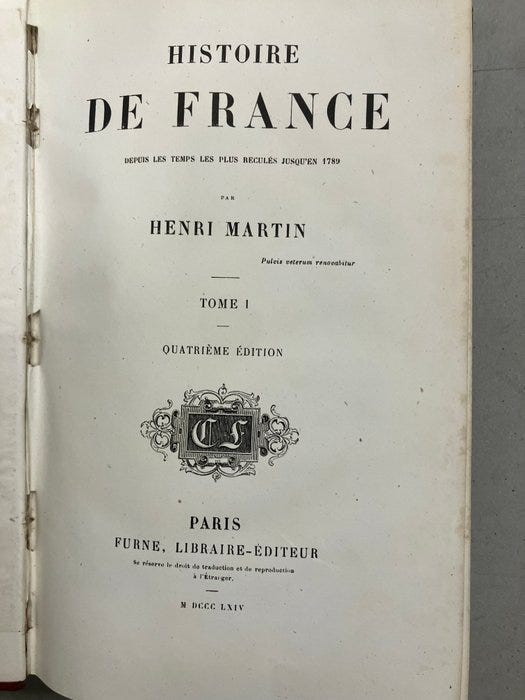 HISTOIRE
DE FRANCE
DEPUIS LES TEMPS LES PLUS RECULÉS JUSQU'EN 1789
PAR
HENRI MARTIN
Pulvis veterum renovabitur
TOME I
QUATRIÈME ÉDITION
CF
PARIS
FURNE, LIBRAIRE-ÉDITEUR
Se réserve le droit de traduction et de reproduction
à l'Étranger.
M DCCC LXIV